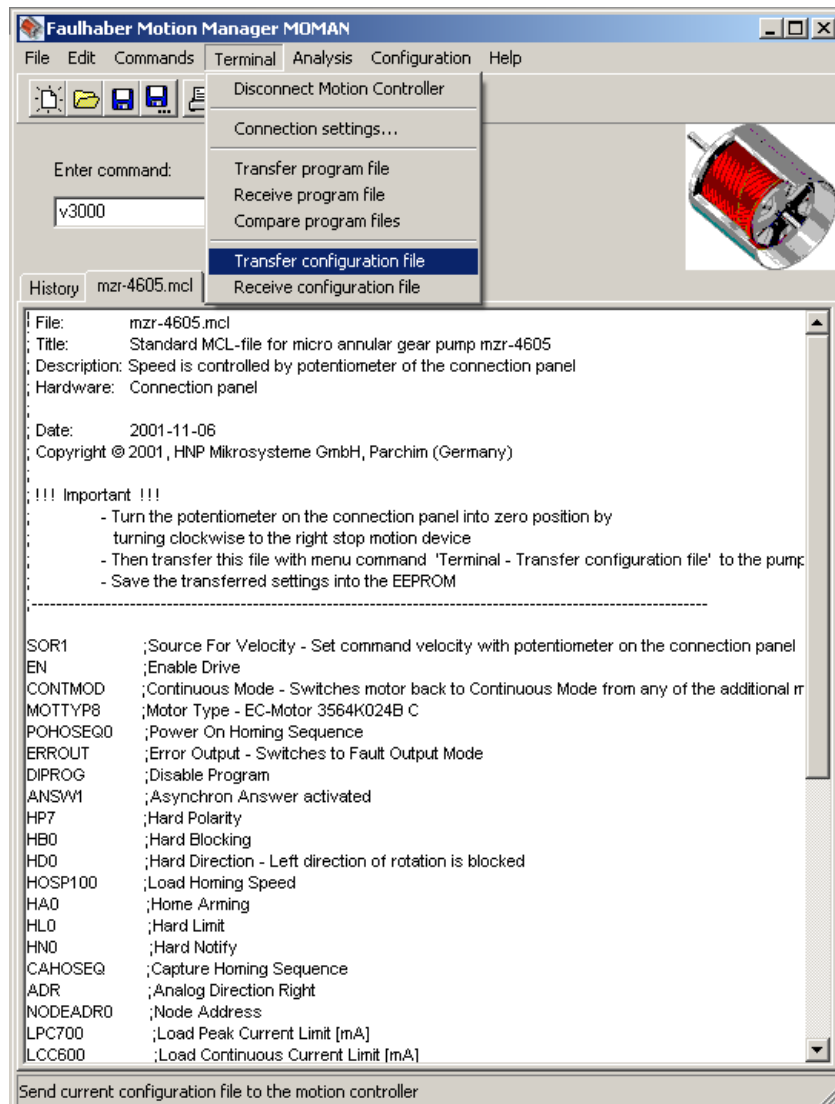 Faulhaber Motion Manager MOMAN
File Edit Commands Terminal Analysis Configuration Help
Disconnect Motion Controller
Connection settings...
Transfer program file
Receive program file
Compare program files
Transfer configuration file
Receive configuration file
Enter command:
v3000
History mzr-4605.mcl
; File: mzr-4605.mcl
; Title: Standard MCL-file for micro annular gear pump mzr-4605
; Description: Speed is controlled by potentiometer of the connection panel
; Hardware: Connection panel
;
; Date: 2001-11-06
; Copyright © 2001, HNP Mikrosysteme GmbH, Parchim (Germany)
;
; !!! Important !!!
; - Turn the potentiometer on the connection panel into zero position by
; turning clockwise to the right stop motion device
; - Then transfer this file with menu command 'Terminal - Transfer configuration file' to the pump
; - Save the transferred settings into the EEPROM
;--------------------------------------------------------------------------------------------------------------
SOR1 ;Source For Velocity - Set command velocity with potentiometer on the connection panel
EN ;Enable Drive
CONTMOD ;Continuous Mode - Switches motor back to Continuous Mode from any of the additional
MOTTYP8 ;Motor Type - EC-Motor 3564K024B C
POHOSEQ0 ;Power On Homing Sequence
ERROUT ;Error Output - Switches to Fault Output Mode
DIPROG ;Disable Program
ANSW1 ;Asynchron Answer activated
HP7 ;Hard Polarity
HB0 ;Hard Blocking
HD0 ;Hard Direction - Left direction of rotation is blocked
HOSP100 ;Load Homing Speed
HA0 ;Home Arming
HL0 ;Hard Limit
HN0 ;Hard Notify
CAHOSEQ ;Capture Homing Sequence
ADR ;Analog Direction Right
NODEADR0 ;Node Address
LPC700 ;Load Peak Current Limit [mA]
LCC600 ;Load Continuous Current Limit [mA]
Send current configuration file to the motion controller